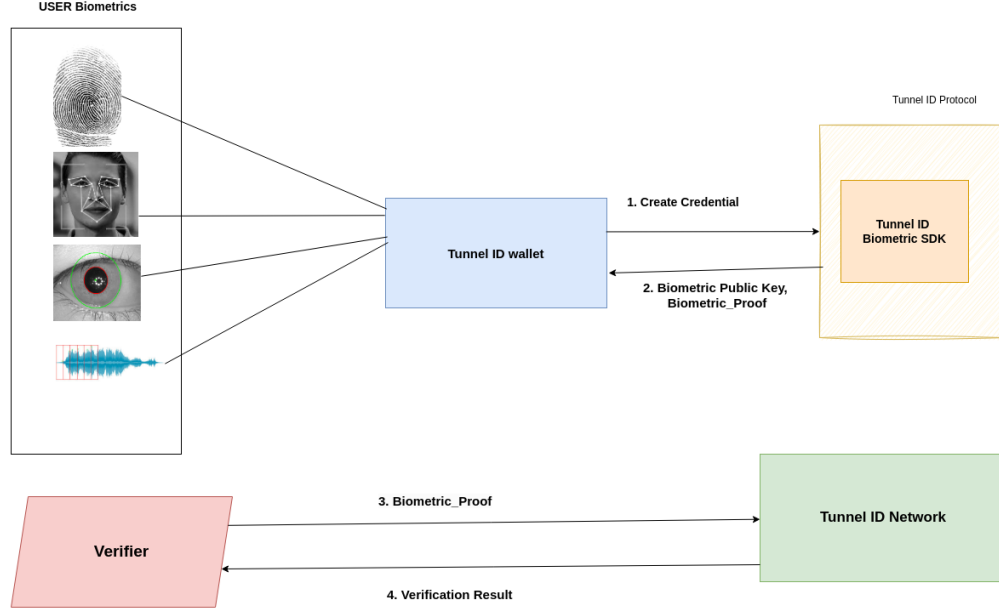 USER Biometrics
Tunnel ID Protocol
1. Create Credential
Tunnel ID
Biometric SDK
Tunnel ID wallet
2. Biometric Public Key,
Biometric_Proof
3. Biometric_Proof
Tunnel ID Network
Verifier
4. Verification Result